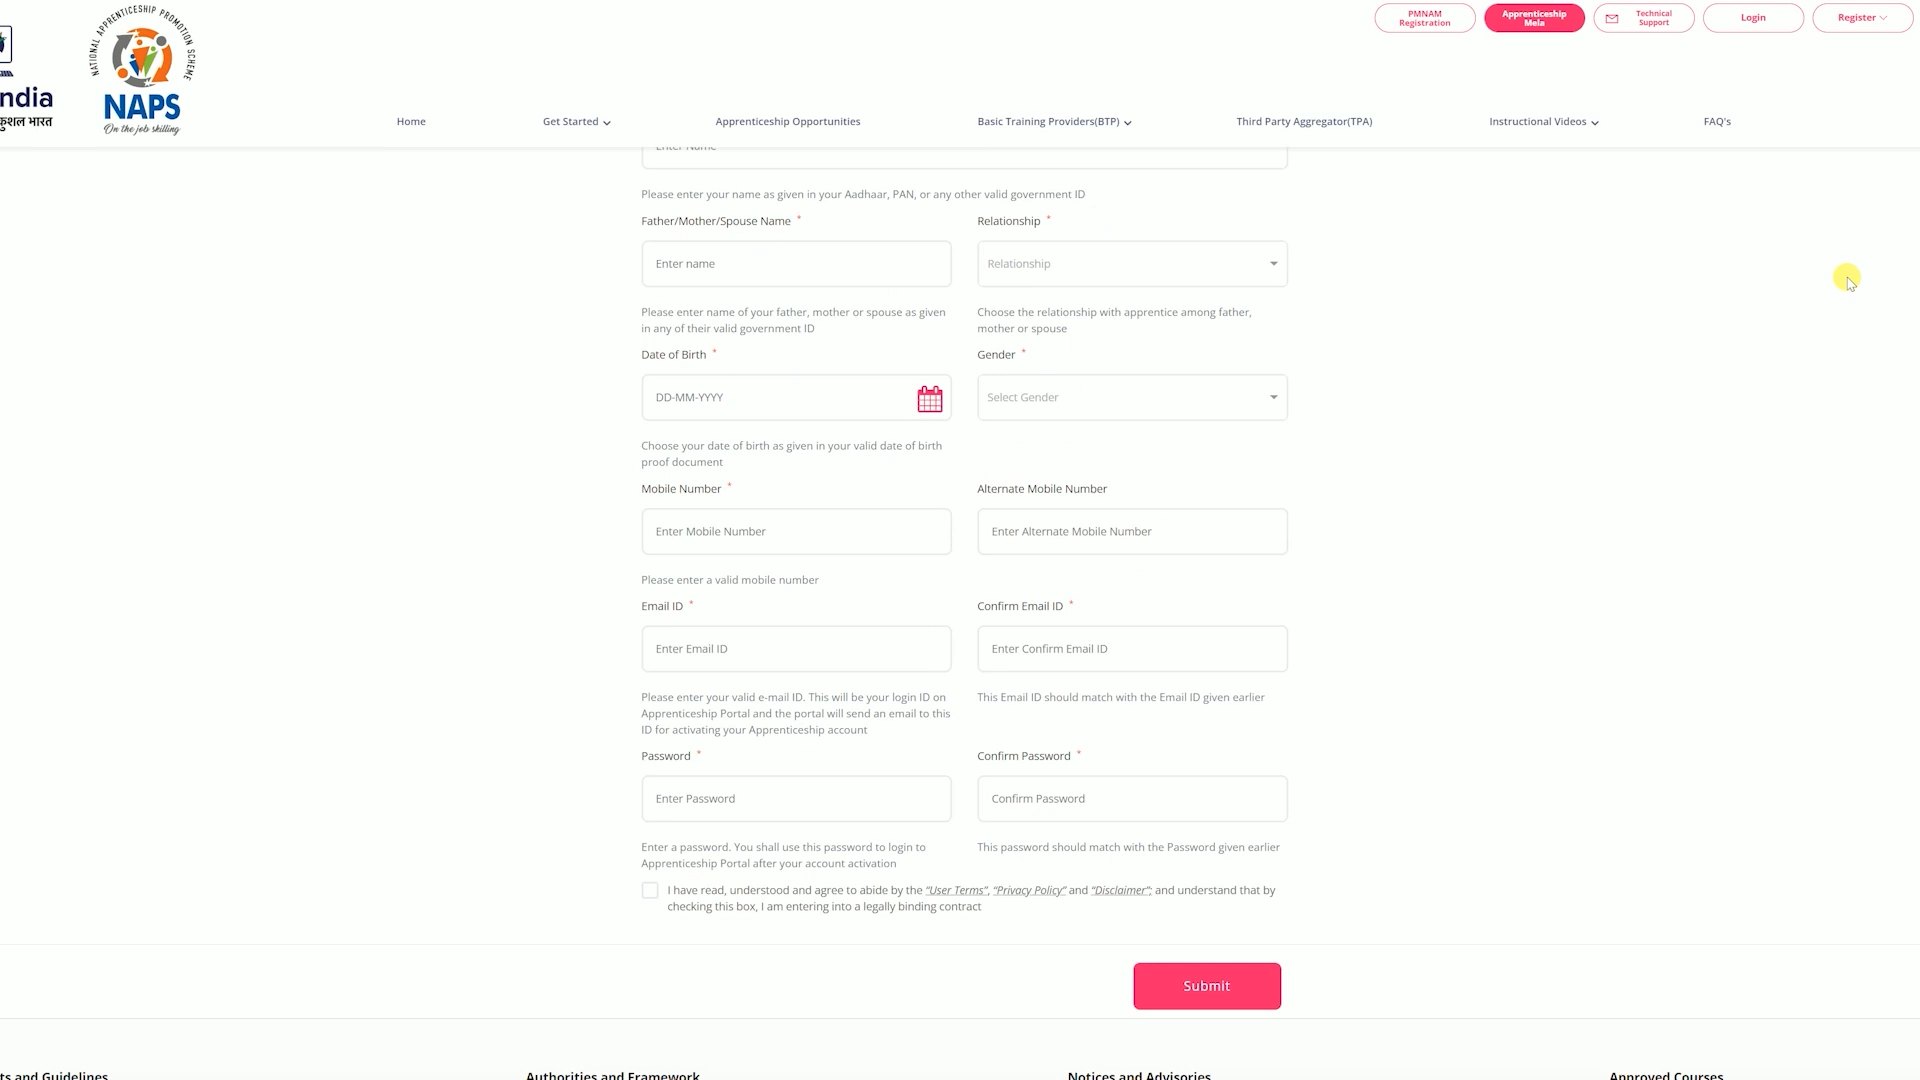 PMNAM
Registration
Apprenticeship
Mela
Technical
Support
Login
Register
NATIONAL APPRENTICESHIP PROMOTION SCHEME
NAPS
On the job skilling
ndia
कुशल भारत
Home
Get Started
Apprenticeship Opportunities
Basic Training Providers(BTP)
Third Party Aggregator(TPA)
Instructional Videos
FAQ's
Enter Name
Please enter your name as given in your Aadhaar, PAN, or any other valid government ID
Father/Mother/Spouse Name *
Relationship *
Enter name
Relationship
Please enter name of your father, mother or spouse as given
in any of their valid government ID
Choose the relationship with apprentice among father,
mother or spouse
Date of Birth *
Gender *
DD-MM-YYYY
Select Gender
Choose your date of birth as given in your valid date of birth
proof document
Mobile Number *
Alternate Mobile Number
Enter Mobile Number
Enter Alternate Mobile Number
Please enter a valid mobile number
Email ID *
Confirm Email ID *
Enter Email ID
Enter Confirm Email ID
Please enter your valid e-mail ID. This will be your login ID on
Apprenticeship Portal and the portal will send an email to this
ID for activating your Apprenticeship account
This Email ID should match with the Email ID given earlier
Password *
Confirm Password *
Enter Password
Confirm Password
Enter a password. You shall use this password to login to
Apprenticeship Portal after your account activation
This password should match with the Password given earlier
I have read, understood and agree to abide by the “User Terms”, “Privacy Policy” and “Disclaimer”; and understand that by
checking this box, I am entering into a legally binding contract
Submit
ts and Guidelines
Authorities and Framework
Notices and Advisories
Approved Courses